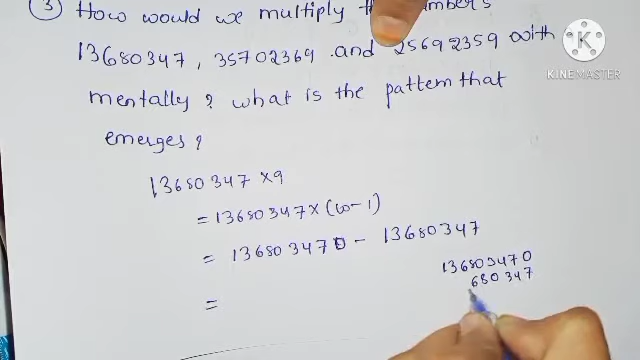 3 How would we multiply
13680347, 35702369 and 25692359 with
mentally? what is the pattern that
emerges?
13680347 ×9
= 13680347 × (10-1)
= 136803470 - 13680347
136803470
680347
=
K
KINEMASTER